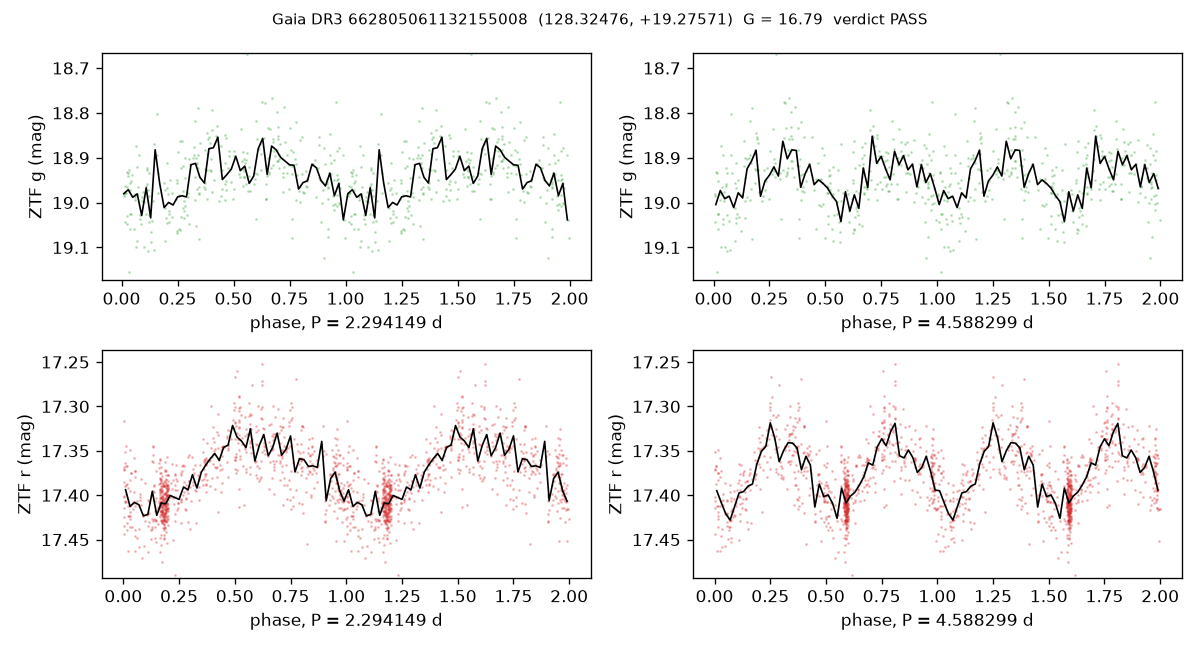 Gaia DR3 662805061132155008 (128.32476, +19.27571) G = 16.79 verdict PASS
ZTF g (mag)
18.7
18.8
18.9
19.0
19.1
0.00 0.25 0.50 0.75 1.00 1.25 1.50 1.75 2.00
phase, P = 2.294149 d
ZTF g (mag)
18.7
18.8
18.9
19.0
19.1
0.00 0.25 0.50 0.75 1.00 1.25 1.50 1.75 2.00
phase, P = 4.588299 d
ZTF r (mag)
17.25
17.30
17.35
17.40
17.45
0.00 0.25 0.50 0.75 1.00 1.25 1.50 1.75 2.00
phase, P = 2.294149 d
ZTF r (mag)
17.25
17.30
17.35
17.40
17.45
0.00 0.25 0.50 0.75 1.00 1.25 1.50 1.75 2.00
phase, P = 4.588299 d